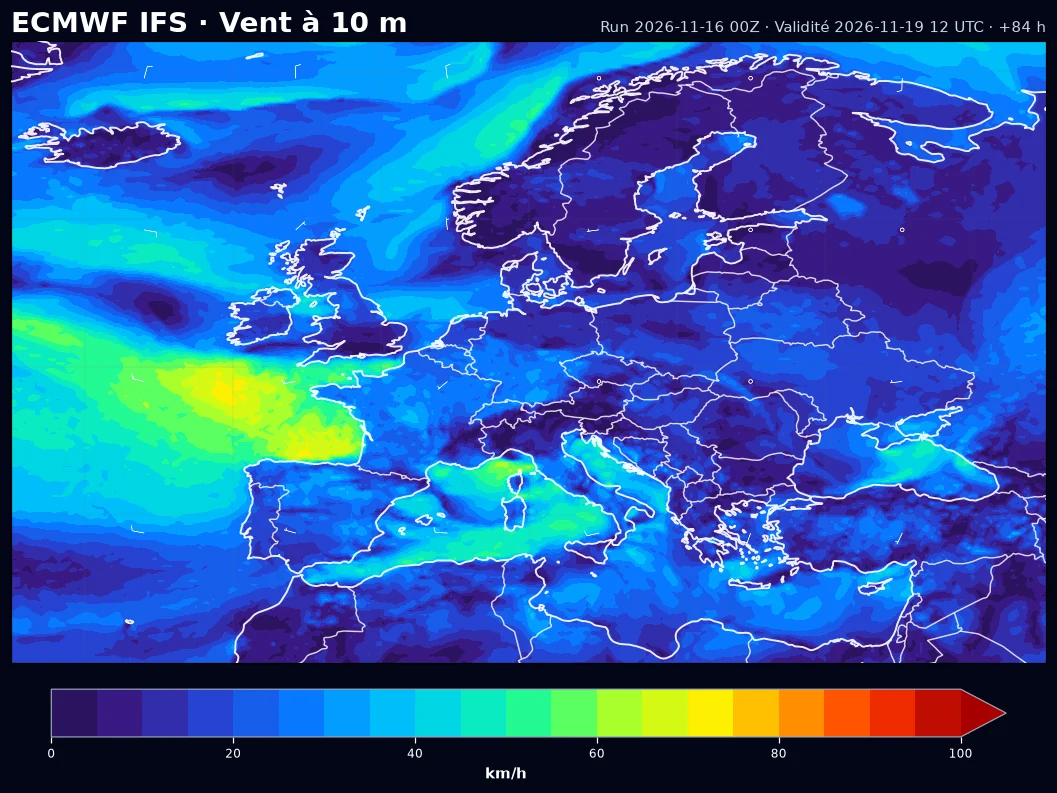 ECMWF IFS · Vent à 10 m
Run 2026-11-16 00Z · Validité 2026-11-19 12 UTC · +84 h
0 20 40 60 80 100
km/h